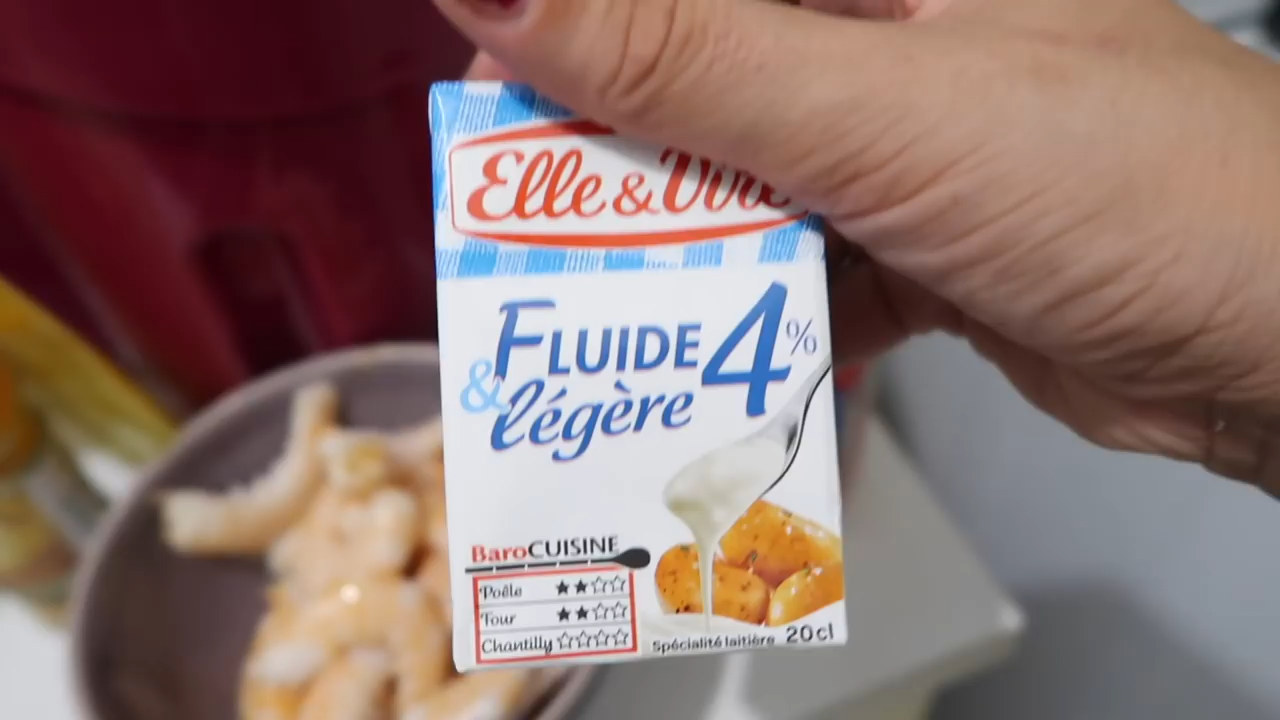 Elle & Vire
FLUIDE 4%
& légère
BaroCUISINE
Poêle ★★☆☆
Tour ★★☆☆
Chantilly ☆☆☆☆
Spécialité laitière 20cl